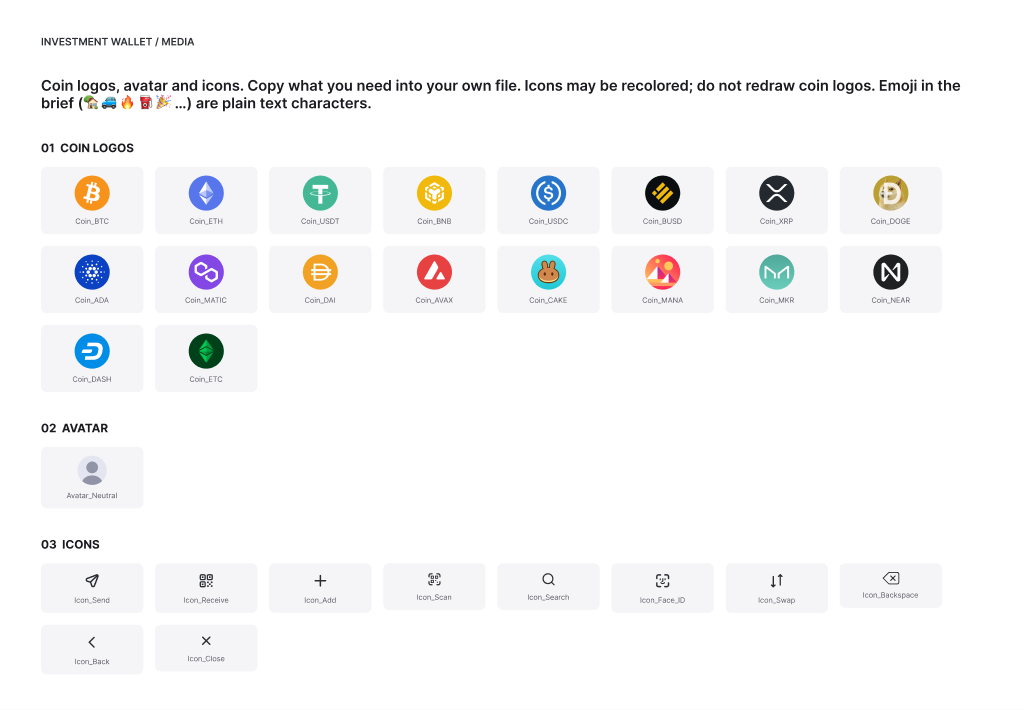 INVESTMENT WALLET / MEDIA
Coin logos, avatar and icons. Copy what you need into your own file. Icons may be recolored; do not redraw coin logos. Emoji in the
brief (🏡🚙🔥⛽🎉…) are plain text characters.
01 COIN LOGOS
Coin_BTC Coin_ETH Coin_USDT Coin_BNB Coin_USDC Coin_BUSD Coin_XRP Coin_DOGE
Coin_ADA Coin_MATIC Coin_DAI Coin_AVAX Coin_CAKE Coin_MANA Coin_MKR Coin_NEAR
Coin_DASH Coin_ETC
02 AVATAR
Avatar_Neutral
03 ICONS
Icon_Send Icon_Receive Icon_Add Icon_Scan Icon_Search Icon_Face_ID Icon_Swap Icon_Backspace
Icon_Back Icon_Close